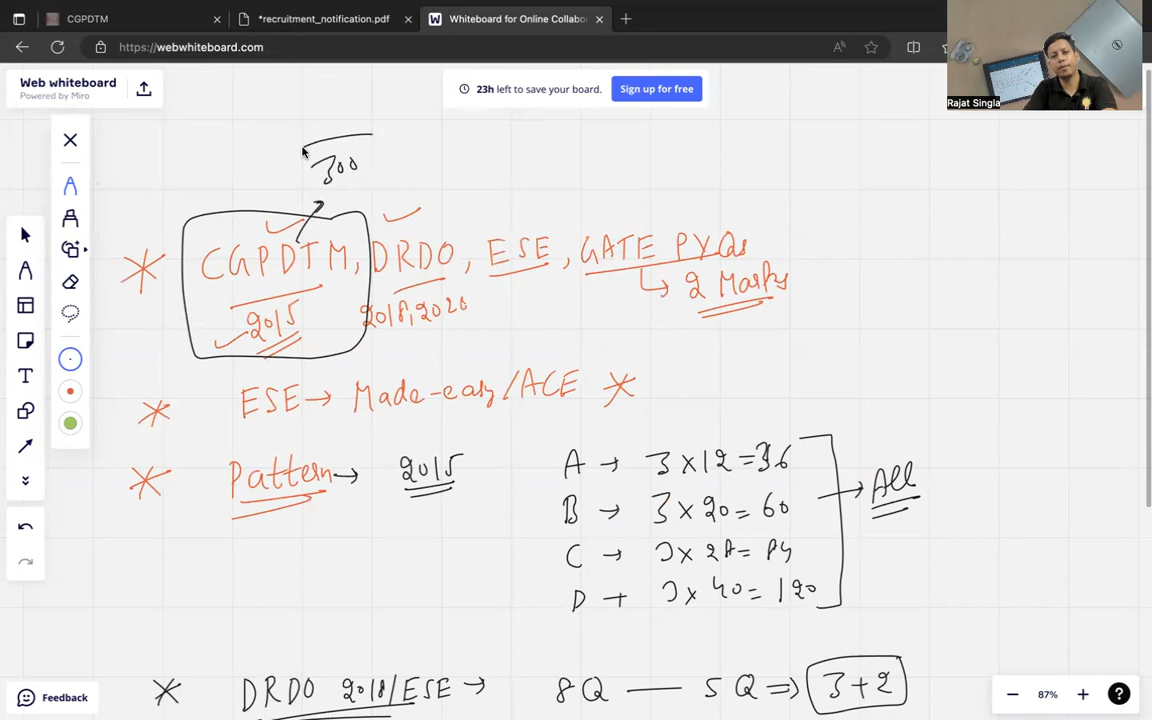 CGPDTM
*recruitment_notification.pdf
Whiteboard for Online Collabo
https://webwhiteboard.com
Web whiteboard
Powered by Miro
23h left to save your board.
Sign up for free
Rajat Singla
300
* CGPDTM, DRDO, ESE, GATE PYQs
↳ 2 Marks
2015
2018,2020
* ESE → Made-easy/ACE *
* Pattern → 2015
A → 3 × 12 = 36
B → 3 × 20 = 60
C → 3 × 28 = 84
D → 3 × 40 = 120
→ All
* DRDO 2018/ESE → 8Q — 5Q ⇒ 3+2
Feedback
87%